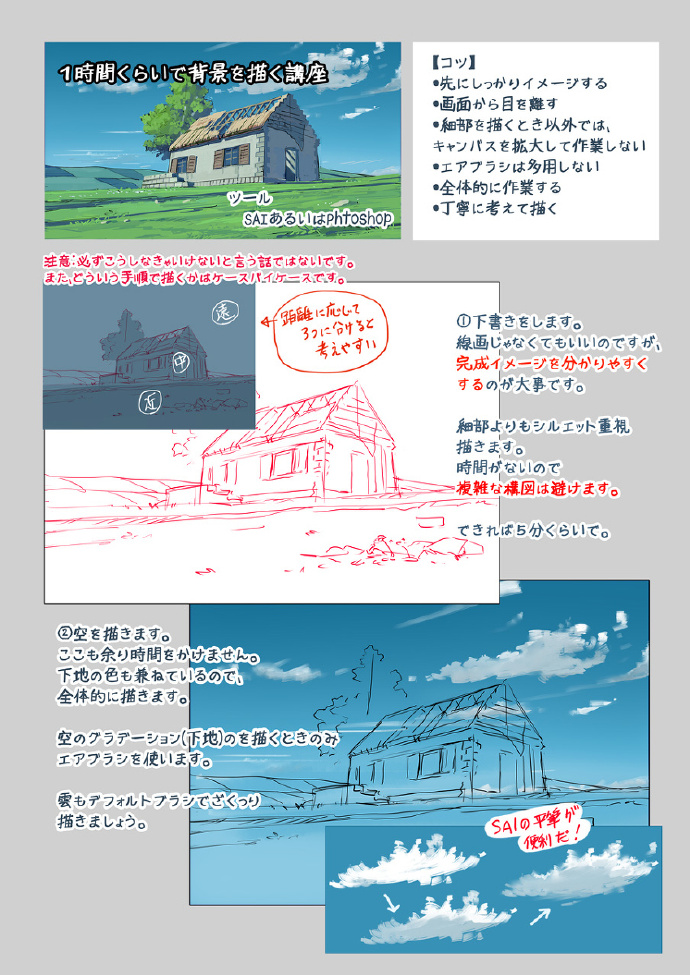 1時間くらいで背景を描く講座
ツール
SAIあるいはPhtoshop
【コツ】
●先にしっかりイメージする
●画面から目を離す
●細部を描くとき以外では、
キャンバスを拡大して作業しない
●エアブラシは多用しない
●全体的に作業する
●丁寧に考えて描く
注意：必ずこうしなきゃいけないと言う話ではないです。
また、どういう手順で描くかはケースバイケースです。
遠
中
近
←距離に応じて
3つに分けると
考えやすい
①下書きをします。
線画じゃなくてもいいのですが、
完成イメージを分かりやすく
するのが大事です。
細部よりもシルエット重視
描きます。
時間がないので
複雑な構図は避けます。
できれば５分くらいで。
②空を描きます。
ここも余り時間をかけません。
下地の色も兼ねているので、
全体的に描きます。
空のグラデーション(下地)のを描くときのみ
エアブラシを使います。
雲もデフォルトブラシでざくっり
描きましょう。
SAIの平筆が
便利だ！